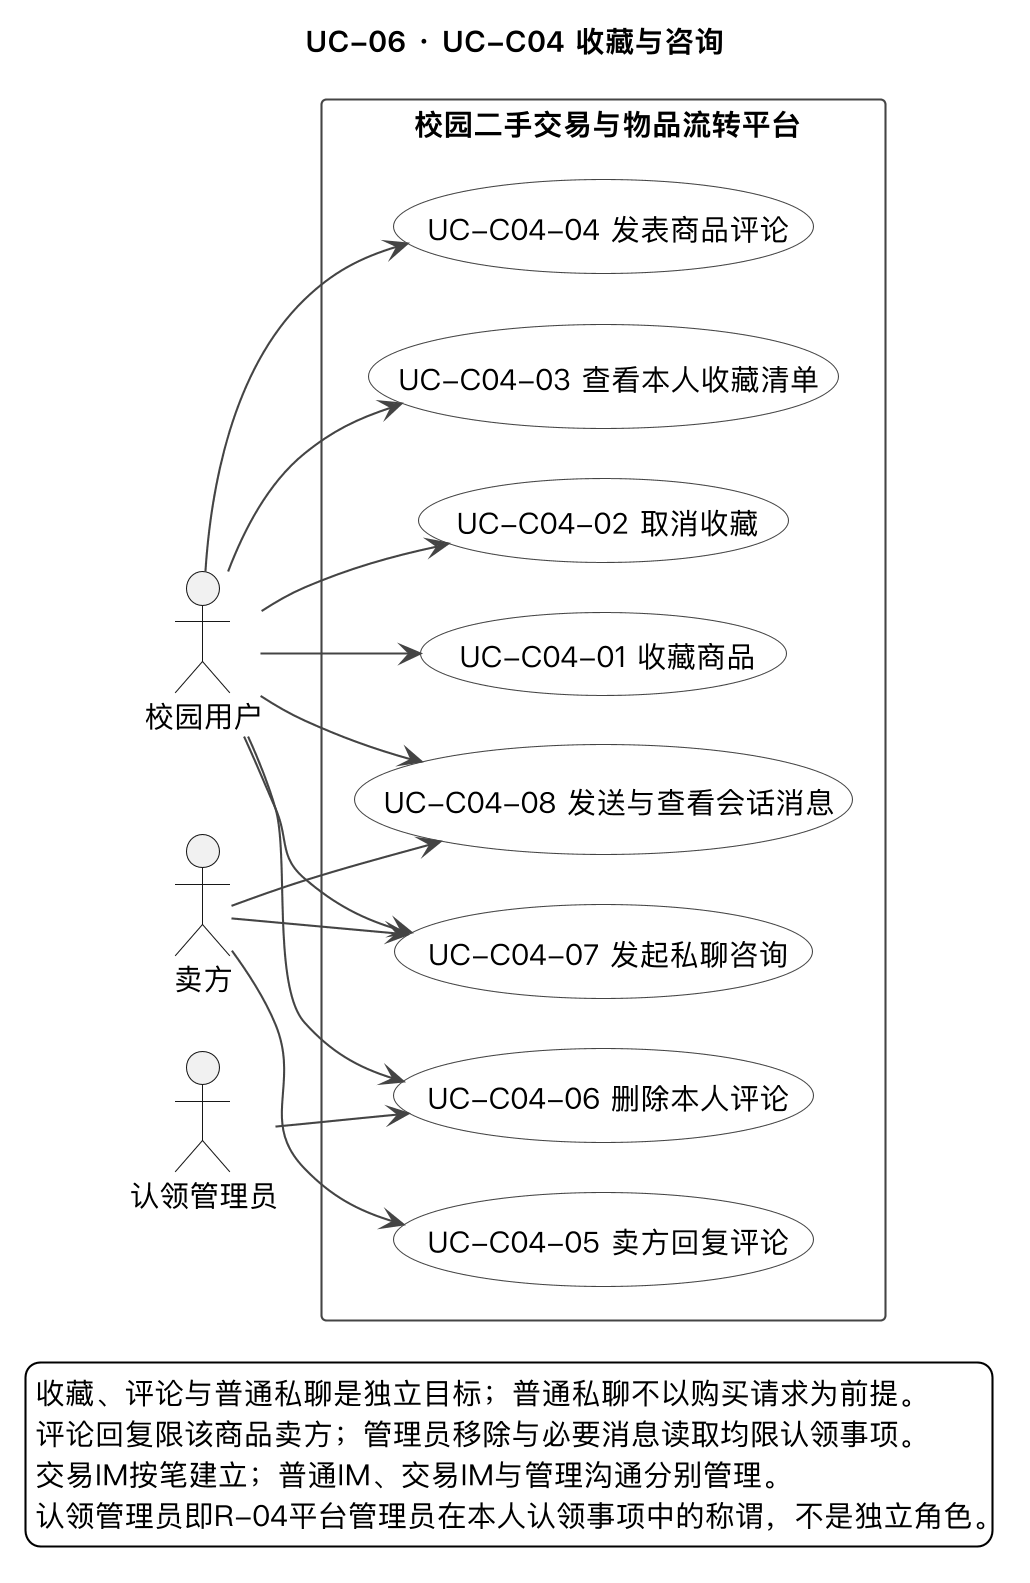 UC-06 · UC-C04 收藏与咨询
校园二手交易与物品流转平台
UC-C04-04 发表商品评论
UC-C04-03 查看本人收藏清单
UC-C04-02 取消收藏
UC-C04-01 收藏商品
校园用户
UC-C04-08 发送与查看会话消息
UC-C04-07 发起私聊咨询
卖方
UC-C04-06 删除本人评论
认领管理员
UC-C04-05 卖方回复评论
收藏、评论与普通私聊是独立目标；普通私聊不以购买请求为前提。
评论回复限该商品卖方；管理员移除与必要消息读取均限认领事项。
交易IM按笔建立；普通IM、交易IM与管理沟通分别管理。
认领管理员即R-04平台管理员在本人认领事项中的称谓，不是独立角色。